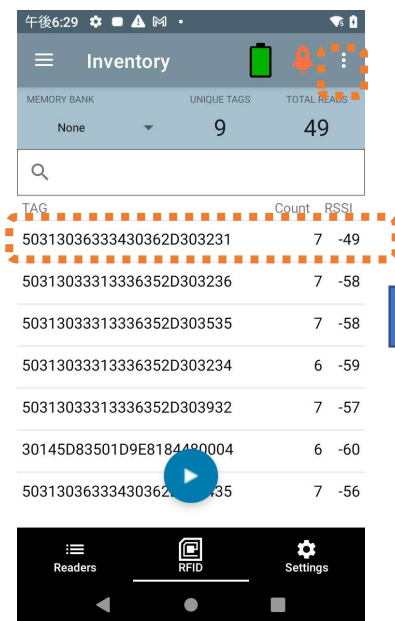 午後6:29
Inventory
MEMORY BANK UNIQUE TAGS TOTAL READS
None 9 49
TAG Count RSSI
50313036333430362D303231 7 -49
50313033313336352D303236 7 -58
50313033313336352D303535 7 -58
50313033313336352D303234 6 -59
50313033313336352D303932 7 -57
30145D83501D9E8184480004 6 -60
7 -56
Readers RFID Settings